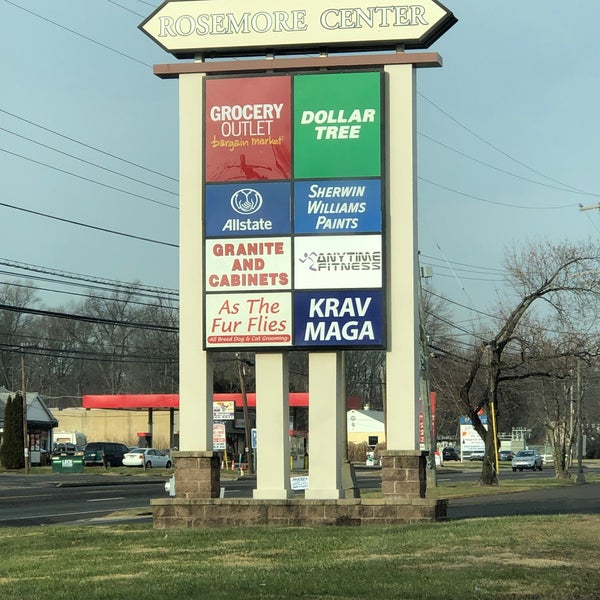 ROSEMORE CENTER
GROCERY
OUTLET
bargain market
DOLLAR
TREE
Allstate
SHERWIN
WILLIAMS
PAINTS
GRANITE
AND
CABINETS
ANYTIME
FITNESS
As The
Fur Flies
All Breed Dog & Cat Grooming
KRAV
MAGA